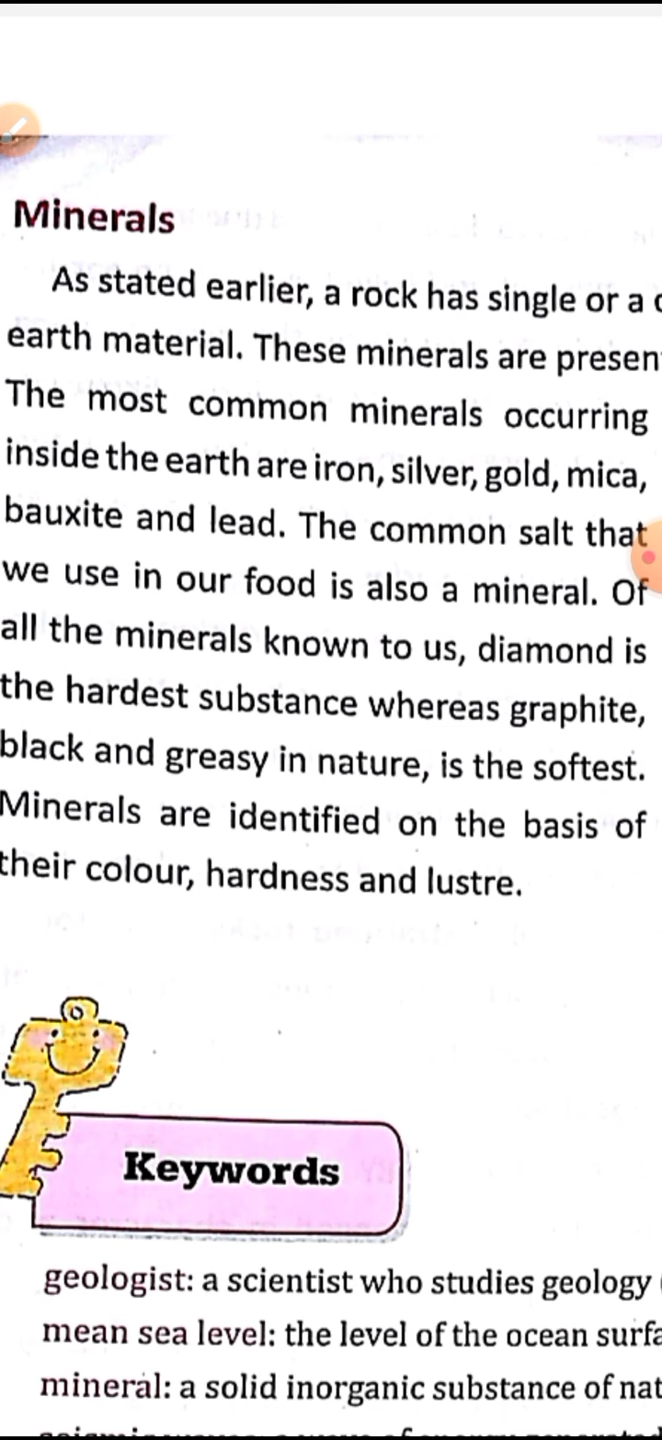 Minerals
As stated earlier, a rock has single or a
earth material. These minerals are presen
The most common minerals occurring
inside the earth are iron, silver, gold, mica,
bauxite and lead. The common salt that
we use in our food is also a mineral. Of
all the minerals known to us, diamond is
the hardest substance whereas graphite,
black and greasy in nature, is the softest.
Minerals are identified on the basis of
their colour, hardness and lustre.
Keywords
geologist: a scientist who studies geology
mean sea level: the level of the ocean surfa
mineral: a solid inorganic substance of nat